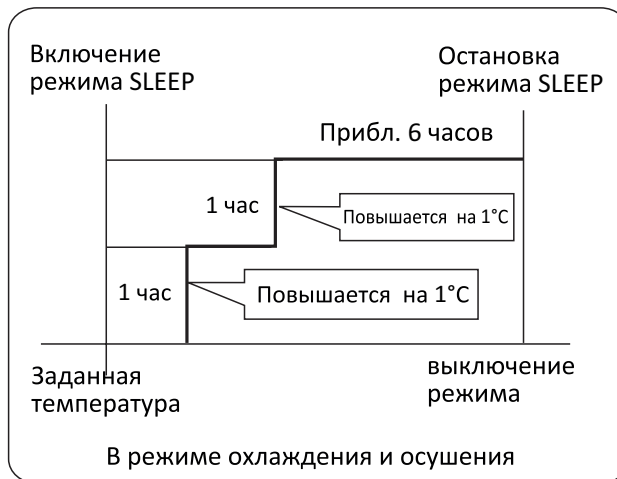 Включение
режима SLEEP
Остановка
режима SLEEP
Прибл. 6 часов
1 час
Повышается на 1°C
1 час
Повышается на 1°C
Заданная
температура
выключение
режима
В режиме охлаждения и осушения